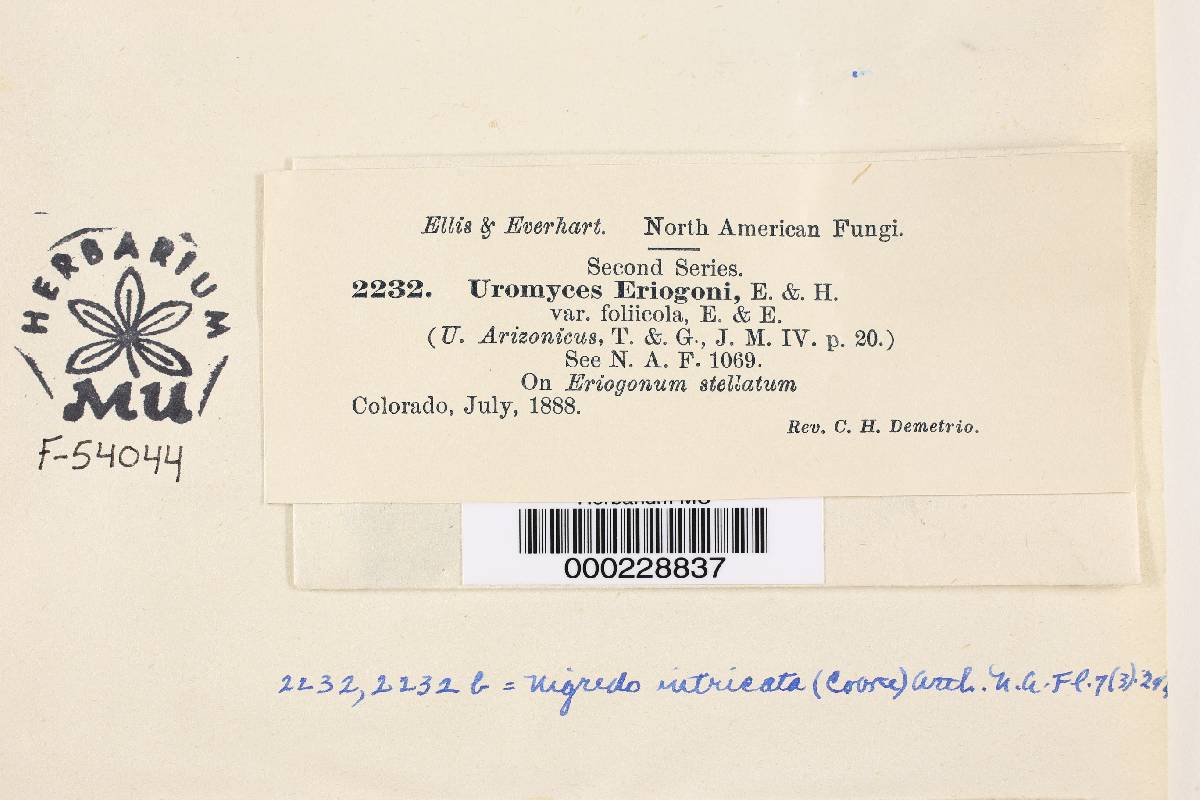 HERBARIUM
MU
F-54044
Ellis & Everhart. North American Fungi.
Second Series.
2232. Uromyces Eriogoni, E. &. H.
var. foliicola, E. & E.
(U. Arizonicus, T. &. G., J. M. IV. p. 20.)
See N. A. F. 1069.
On Eriogonum stellatum
Colorado, July, 1888.
Rev. C. H. Demetrio.
000228837
2232, 2232 b = Nigredo intricata (Cooke) Arth. N.A.Fl. 7(3):